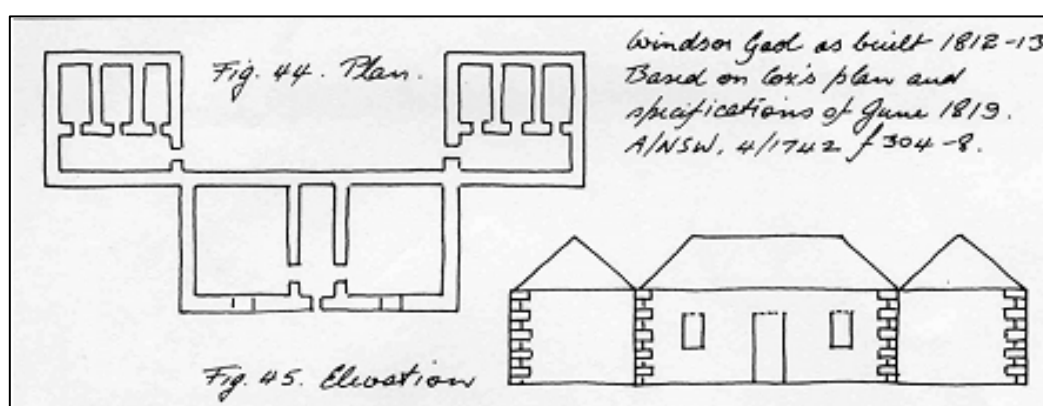 Fig. 44. Plan.
Windsor Gaol as built 1812-13
Based on Cox's plan and
specifications of June 1819.
A/NSW, 4/1742 f 304-8.
Fig. 45. Elevation